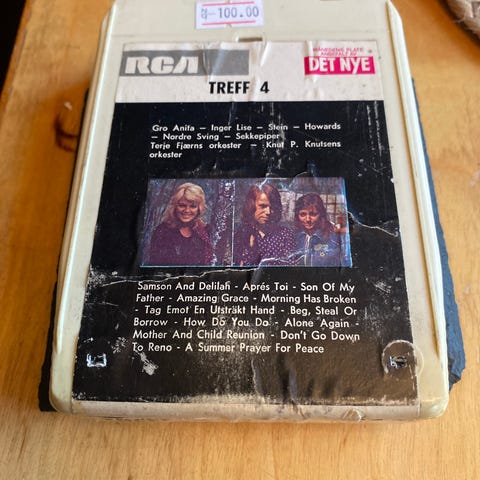 100.00
RCA
MÅNEDENS PLATE
ANBEFALT AV
DET NYE
TREFF 4
Gro Anita — Inger Lise — Stein — Howards
— Nordre Sving — Sekkepiper
Terje Fjærns orkester — Knut P. Knutsens
orkester
Samson And Delilah - Aprés Toi - Son Of My
Father - Amazing Grace - Morning Has Broken
- Tag Emot En Utsträkt Hand - Beg, Steal Or
Borrow - How Do You Do - Alone Again -
Mother And Child Reunion - Don't Go Down
To Reno - A Summer Prayer For Peace